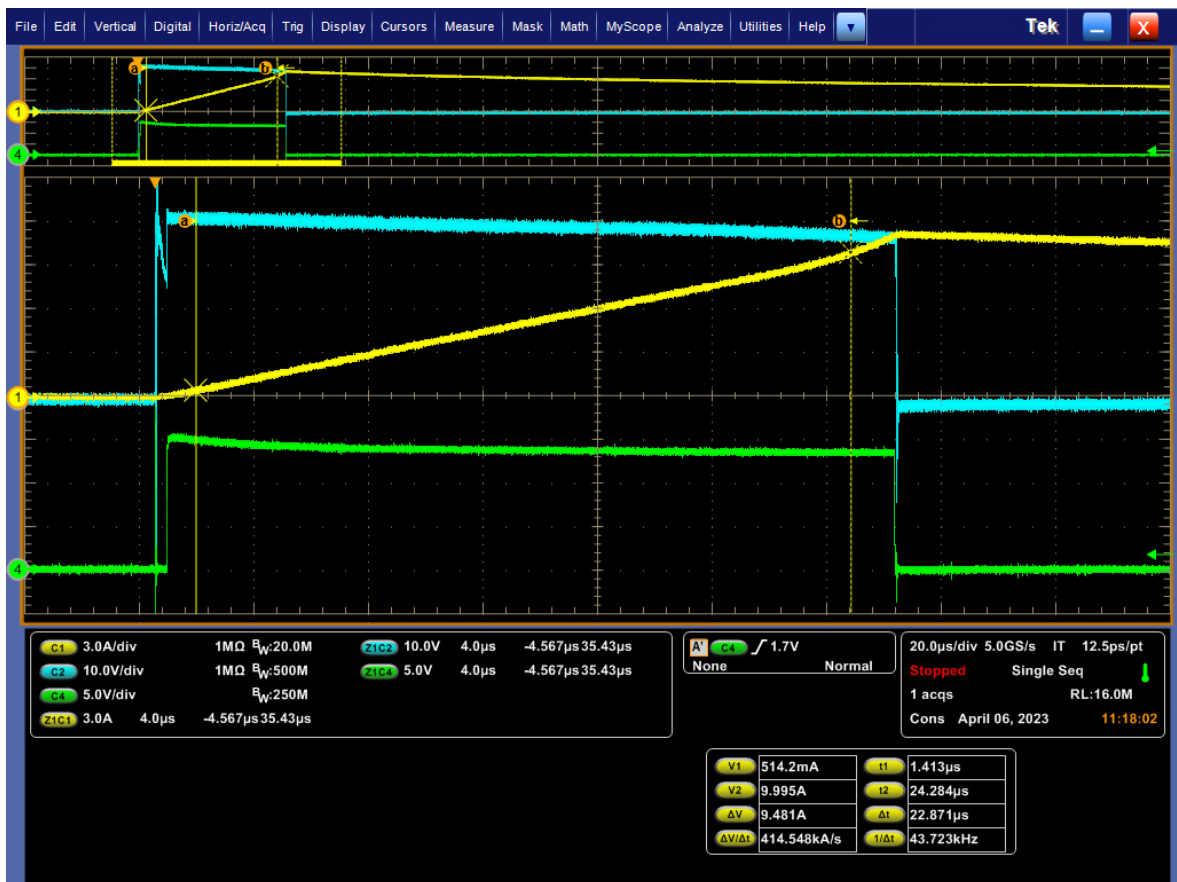 File Edit Vertical Digital Horiz/Acq Trig Display Cursors Measure Mask Math MyScope Analyze Utilities Help Tek X
a b
1
4
a b
1
4
C1 3.0A/div 1MΩ BW:20.0M
C2 10.0V/div 1MΩ BW:500M
C4 5.0V/div BW:250M
Z1C1 3.0A 4.0µs -4.567µs 35.43µs
Z1C2 10.0V 4.0µs -4.567µs 35.43µs
Z1C4 5.0V 4.0µs -4.567µs 35.43µs
A' C4 1.7V
None Normal
20.0µs/div 5.0GS/s IT 12.5ps/pt
Stopped Single Seq
1 acqs RL:16.0M
Cons April 06, 2023 11:18:02
V1 514.2mA t1 1.413µs
V2 9.995A t2 24.284µs
ΔV 9.481A Δt 22.871µs
ΔV/Δt 414.548kA/s 1/Δt 43.723kHz